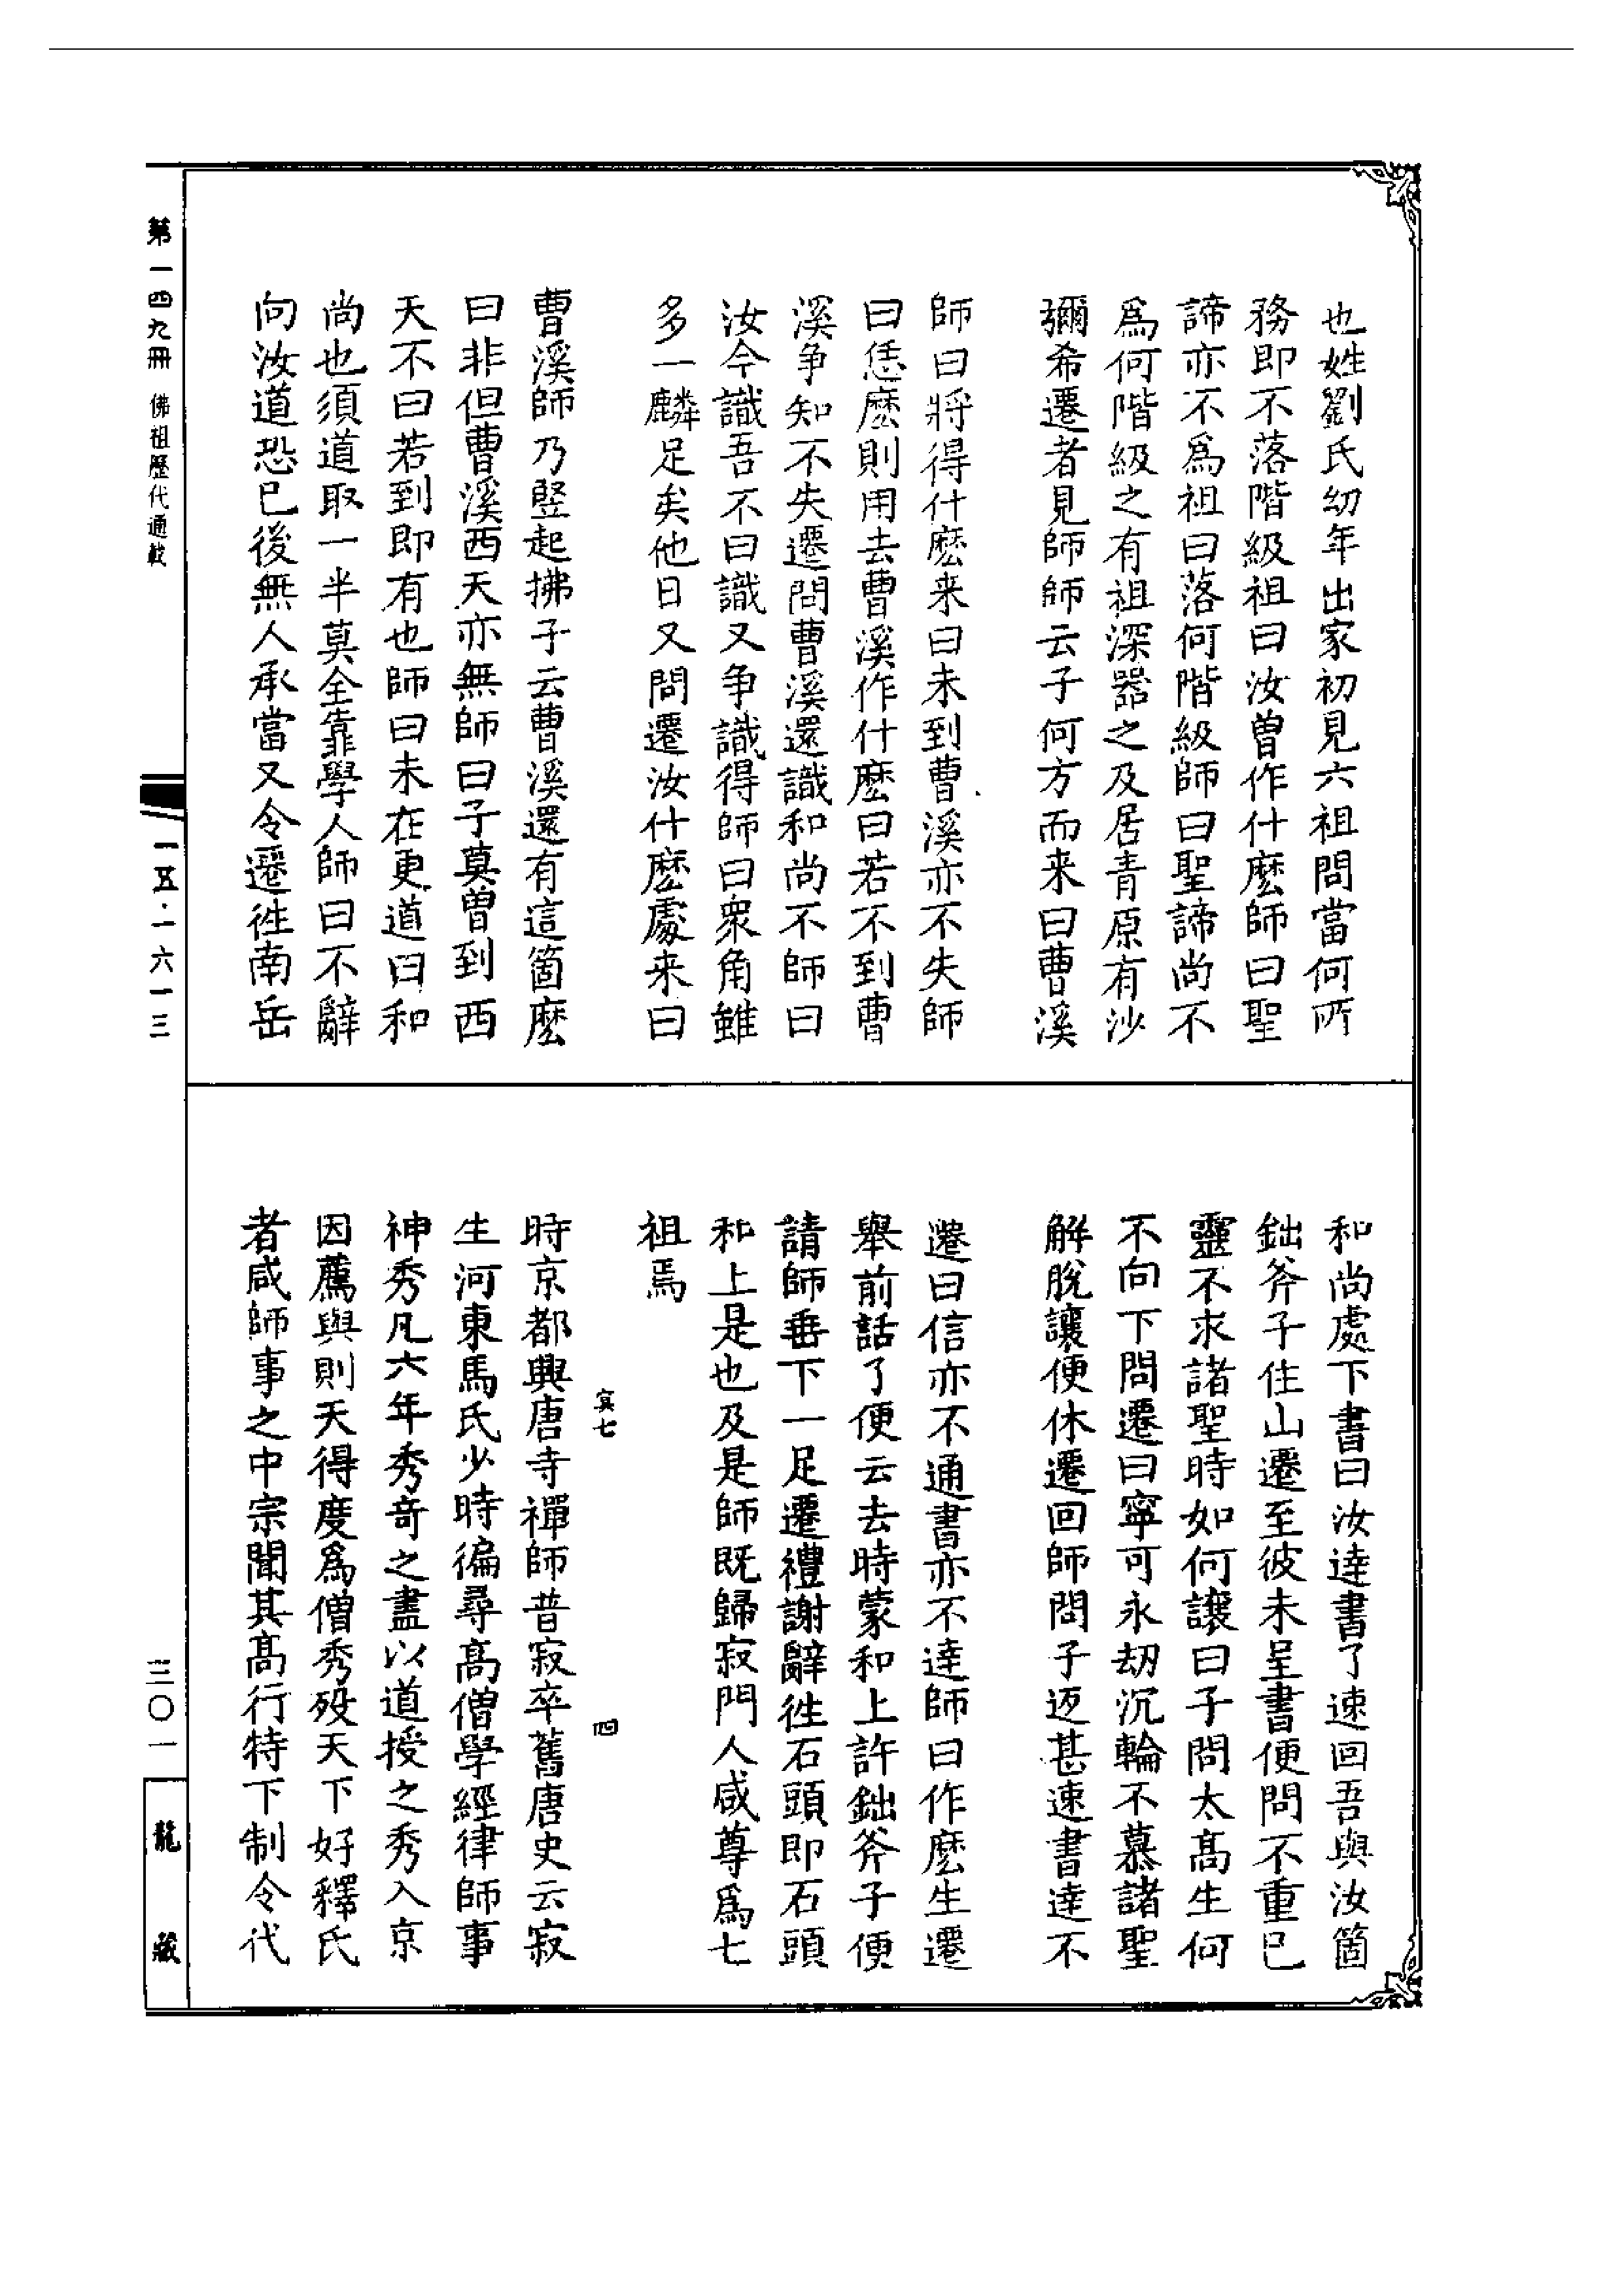 也姓劉氏幼年出家初見六祖問當何所
務即不落階級祖曰汝曾作什麽師曰聖
諦亦不爲祖曰落何階級師曰聖諦尚不
爲何階級之有祖深器之及居青原有沙
彌希遷者見師師云子何方而來曰曹溪
師曰將得什麽來曰未到曹溪亦不失師
曰恁麽則用去曹溪作什麽曰若不到曹
溪争知不失遷問曹溪還識和尚不師曰
汝今識吾不曰識又争識得師曰衆角雖
多一麟足矣他日又問遷汝什麽處來曰
曹溪師乃竪起拂子云曹溪還有這箇麽
曰非但曹溪西天亦無師曰子莫曾到西
天不曰若到即有也師曰未在更道曰和
尚也須道取一半莫全靠學人師曰不辭
向汝道恐已後無人承當又令遷徃南岳
和尚處下書曰汝達書了速回吾與汝箇
鈯斧子住山遷至彼未呈書便問不重己
靈不求諸聖時如何讓曰子問太高生何
不向下問遷曰寧可永劫沉輪不慕諸聖
解脫讓便休遷回師問子返甚速書達不
遷曰信亦不通書亦不達師曰作麽生遷
舉前話了便云去時蒙和上許鈯斧子便
請師垂下一足遷禮謝辭徃石頭即石頭
和上是也及是師既歸寂門人咸尊爲七
祖焉
時京都興唐寺禪師普寂卒舊唐史云寂
生河東馬氏少時徧尋高僧學經律師事
神秀凡六年秀奇之盡以道授之秀入京
因薦與則天得度爲僧秀殁天下好釋氏
者咸師事之中宗聞其高行特下制令代
賓七
四
第一四九冊 佛祖歷代通載
一五·一六一三
三〇一
龍藏